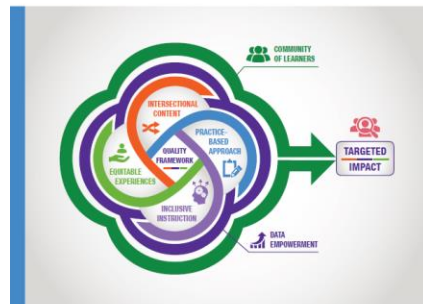 COMMUNITY
OF LEARNERS
INTERSECTIONAL
CONTENT
PRACTICE-
BASED
APPROACH
QUALITY
FRAMEWORK
EQUITABLE
EXPERIENCES
INCLUSIVE
INSTRUCTION
TARGETED
IMPACT
DATA
EMPOWERMENT